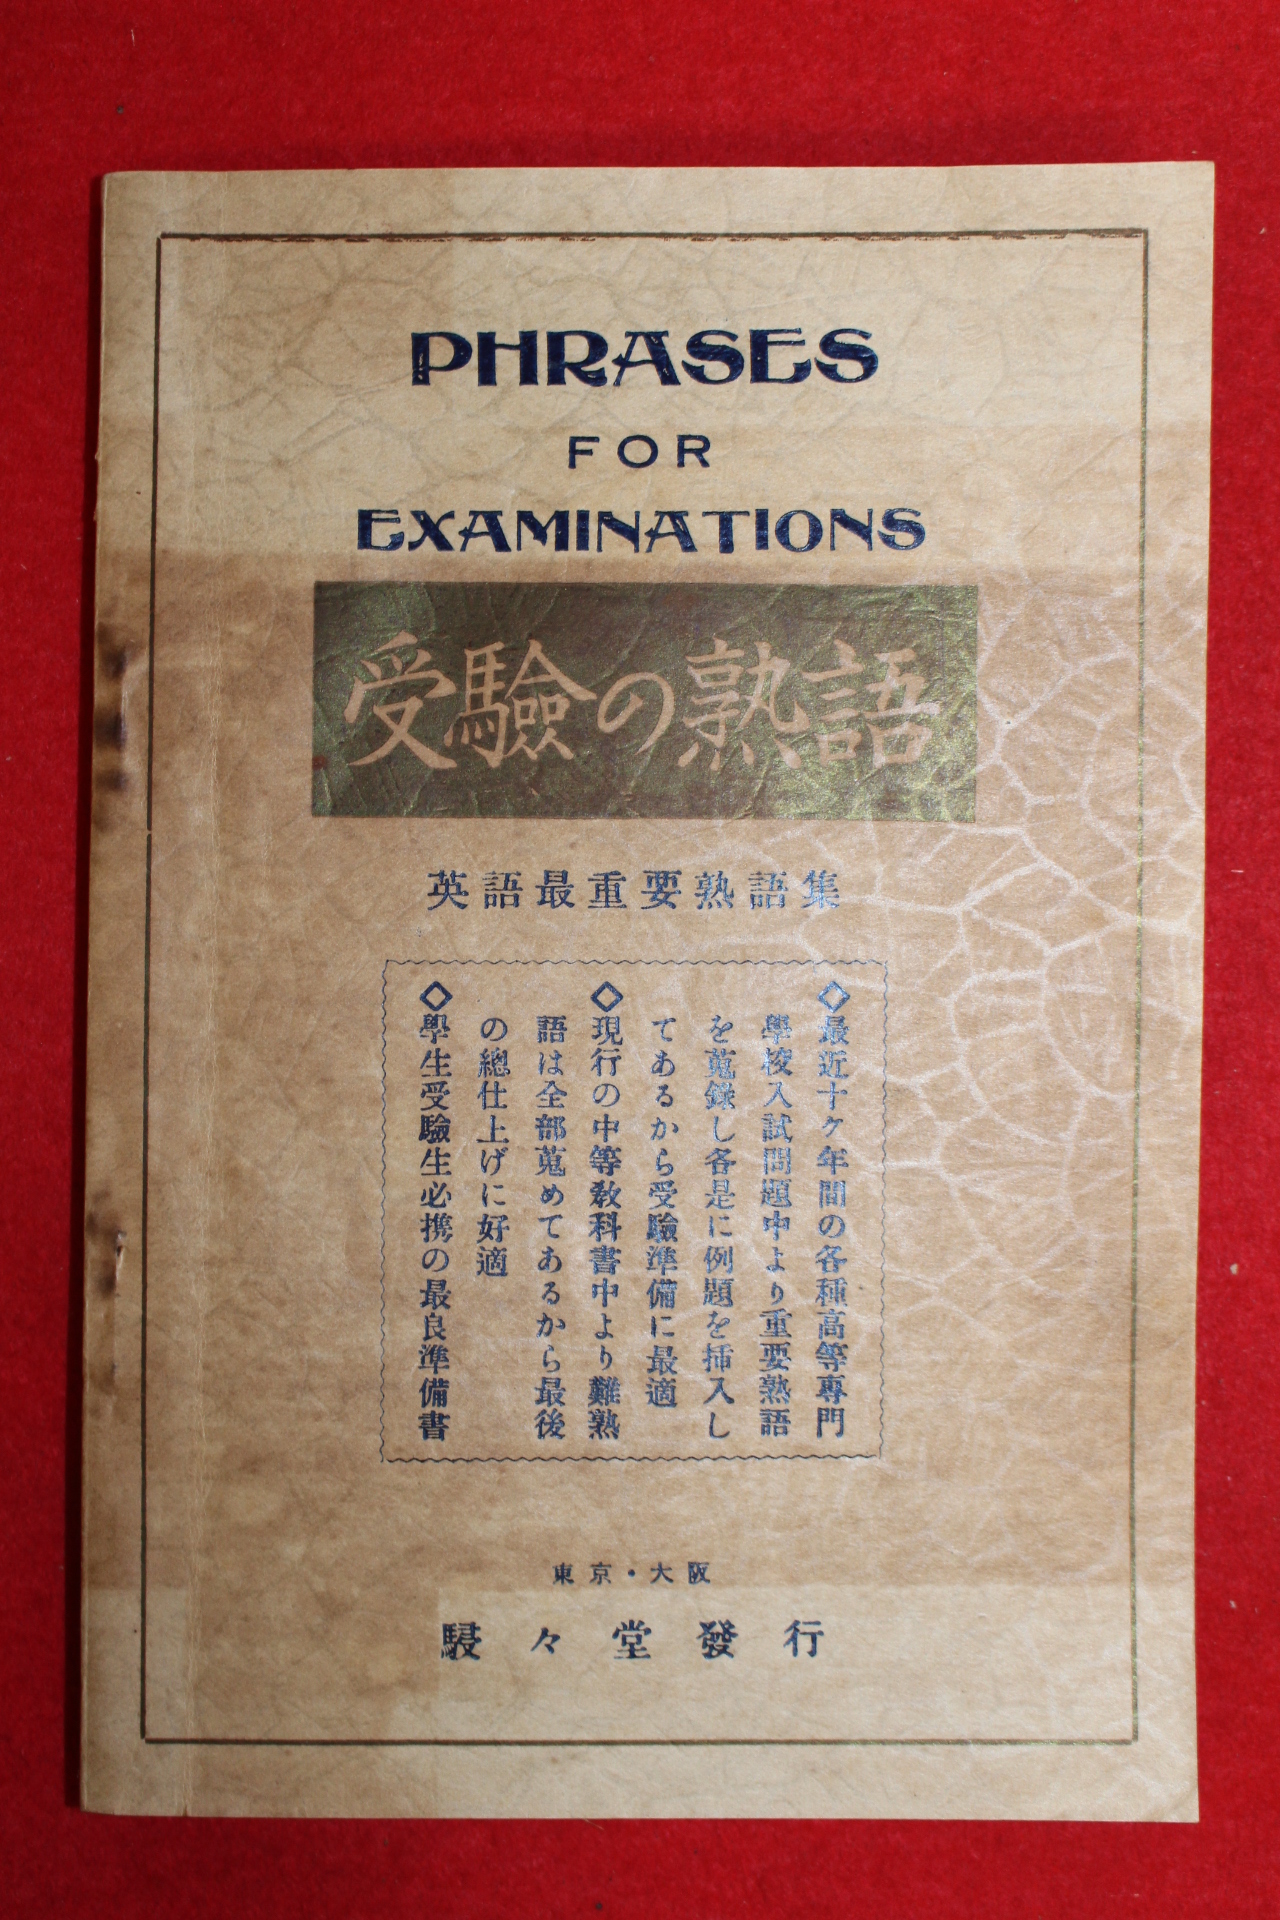 PHRASES
FOR
EXAMINATIONS
受驗の熟語
英語最重要熟語集
◇最近十ケ年間の各種高等專門
學校入試問題中より重要熟語
を蒐錄し各是に例題を挿入し
てあるから受驗準備に最適
◇現行の中等敎科書中より難熟
語は全部蒐めてあるから最後
の總仕上げに好適
◇學生受驗生必携の最良準備書
東京・大阪
駸々堂發行